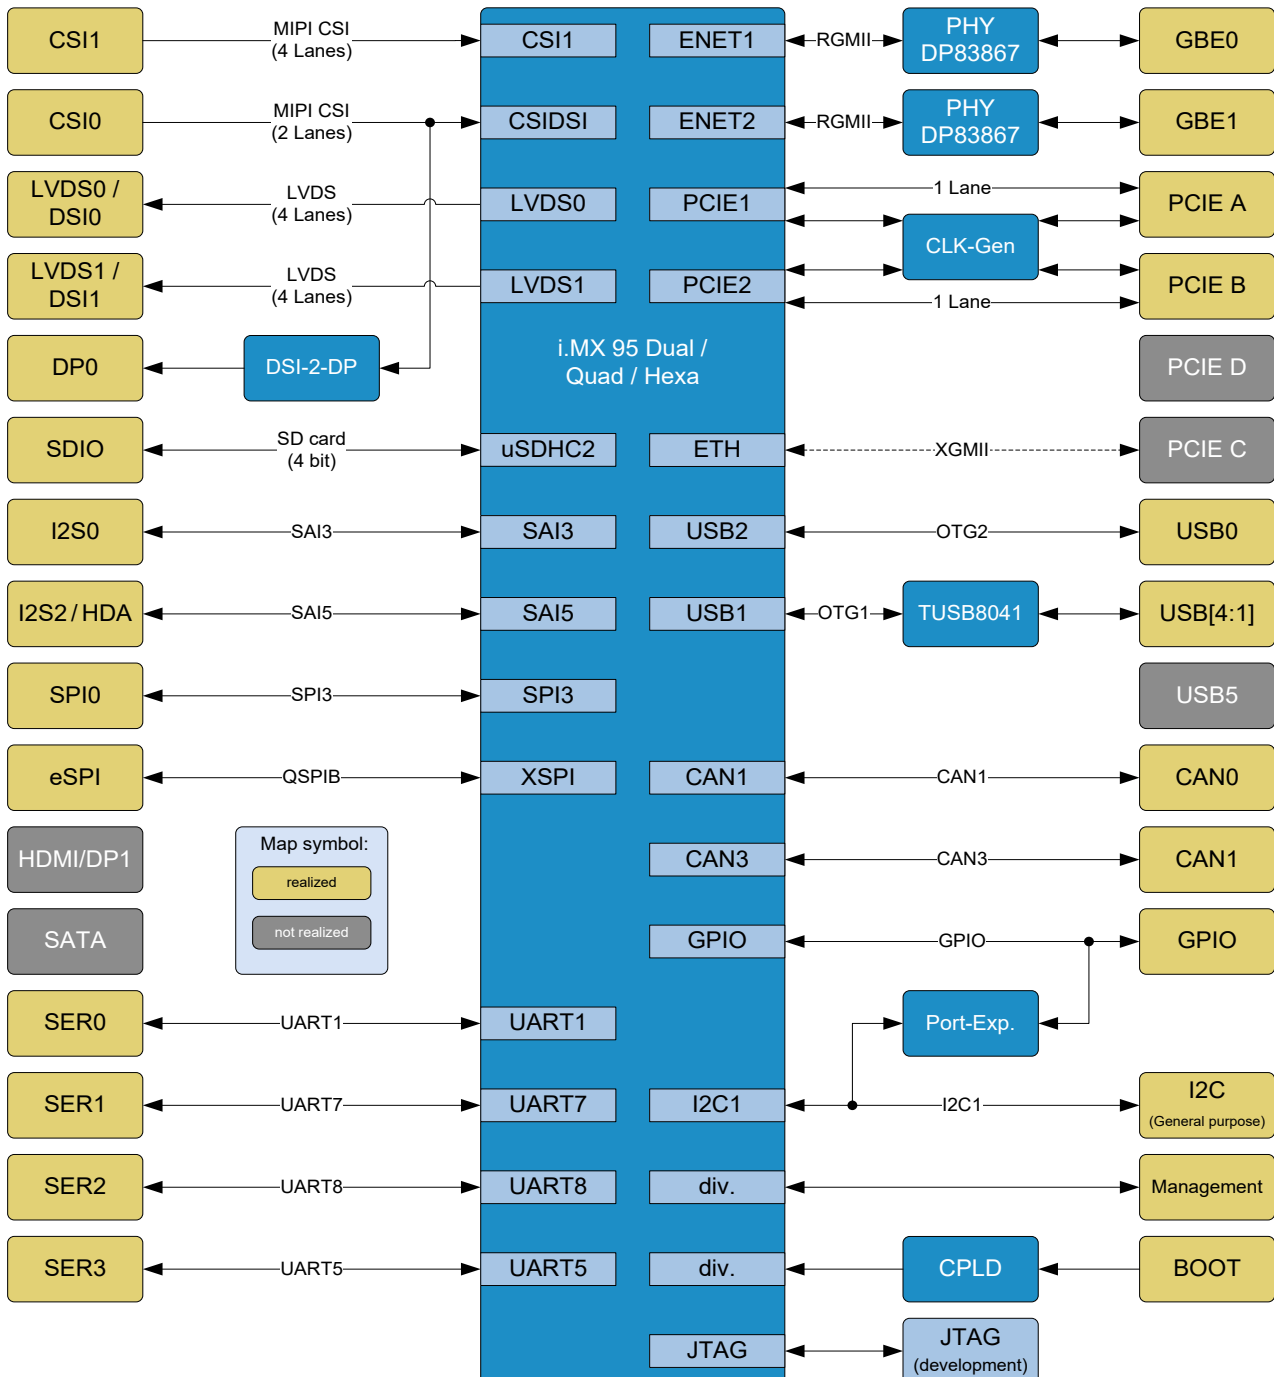 CSI1
MIPI CSI
(4 Lanes)
CSI1
ENET1
RGMII
PHY
DP83867
GBE0
CSI0
MIPI CSI
(2 Lanes)
CSIDSI
ENET2
RGMII
PHY
DP83867
GBE1
LVDS0 /
DSI0
LVDS
(4 Lanes)
LVDS0
PCIE1
1 Lane
CLK-Gen
PCIE A
LVDS1 /
DSI1
LVDS
(4 Lanes)
LVDS1
PCIE2
1 Lane
PCIE B
DP0
DSI-2-DP
i.MX 95 Dual /
Quad / Hexa
PCIE D
SDIO
SD card
(4 bit)
uSDHC2
ETH
XGMII
PCIE C
I2S0
SAI3
SAI3
USB2
OTG2
USB0
I2S2 / HDA
SAI5
SAI5
USB1
OTG1
TUSB8041
USB[4:1]
SPI0
SPI3
SPI3
USB5
eSPI
QSPIB
XSPI
CAN1
CAN1
CAN0
HDMI/DP1
Map symbol:
realized
not realized
CAN3
CAN3
CAN1
SATA
GPIO
GPIO
GPIO
SER0
UART1
UART1
Port-Exp.
SER1
UART7
UART7
I2C1
I2C1
I2C
(General purpose)
SER2
UART8
UART8
div.
Management
SER3
UART5
UART5
div.
CPLD
BOOT
JTAG
JTAG
(development)